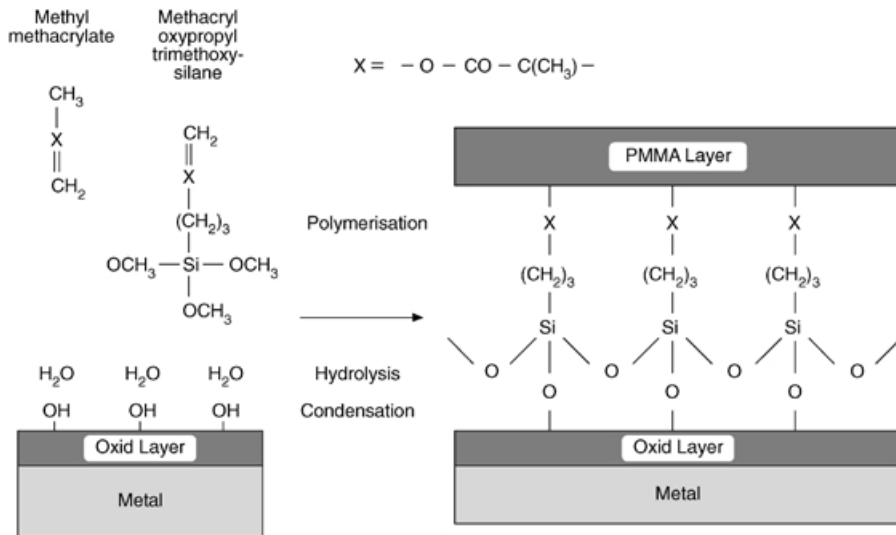 Methyl
methacrylate
Methacryl
oxypropyl
trimethoxy-
silane
X = – O – CO – C(CH₃) –
CH₃
X
CH₂
CH₂
X
(CH₂)₃
OCH₃ – Si – OCH₃
OCH₃
H₂O H₂O H₂O
OH OH OH
Oxid Layer
Metal
Polymerisation
Hydrolysis
Condensation
PMMA Layer
X X X
(CH₂)₃ (CH₂)₃ (CH₂)₃
Si Si Si
O O O O
O O O
Oxid Layer
Metal